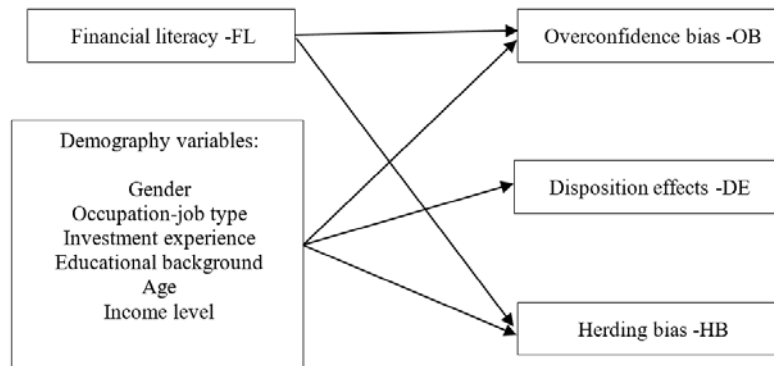 Financial literacy -FL
Overconfidence bias -OB
Demography variables:
Gender
Occupation-job type
Investment experience
Educational background
Age
Income level
Disposition effects -DE
Herding bias -HB